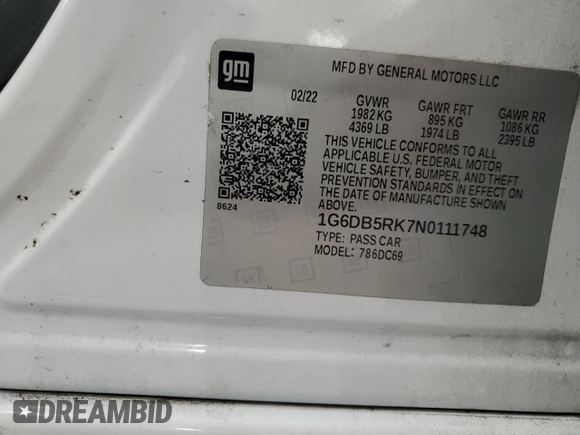 gm
MFD BY GENERAL MOTORS LLC
02/22 GVWR GAWR FRT GAWR RR
1982 KG 895 KG 1086 KG
4369 LB 1974 LB 2395 LB
THIS VEHICLE CONFORMS TO ALL
APPLICABLE U.S. FEDERAL MOTOR
VEHICLE SAFETY, BUMPER, AND THEFT
PREVENTION STANDARDS IN EFFECT ON
THE DATE OF MANUFACTURE SHOWN
ABOVE.
8624
1G6DB5RK7N0111748
TYPE: PASS CAR
MODEL: 786DC69
DREAMBID